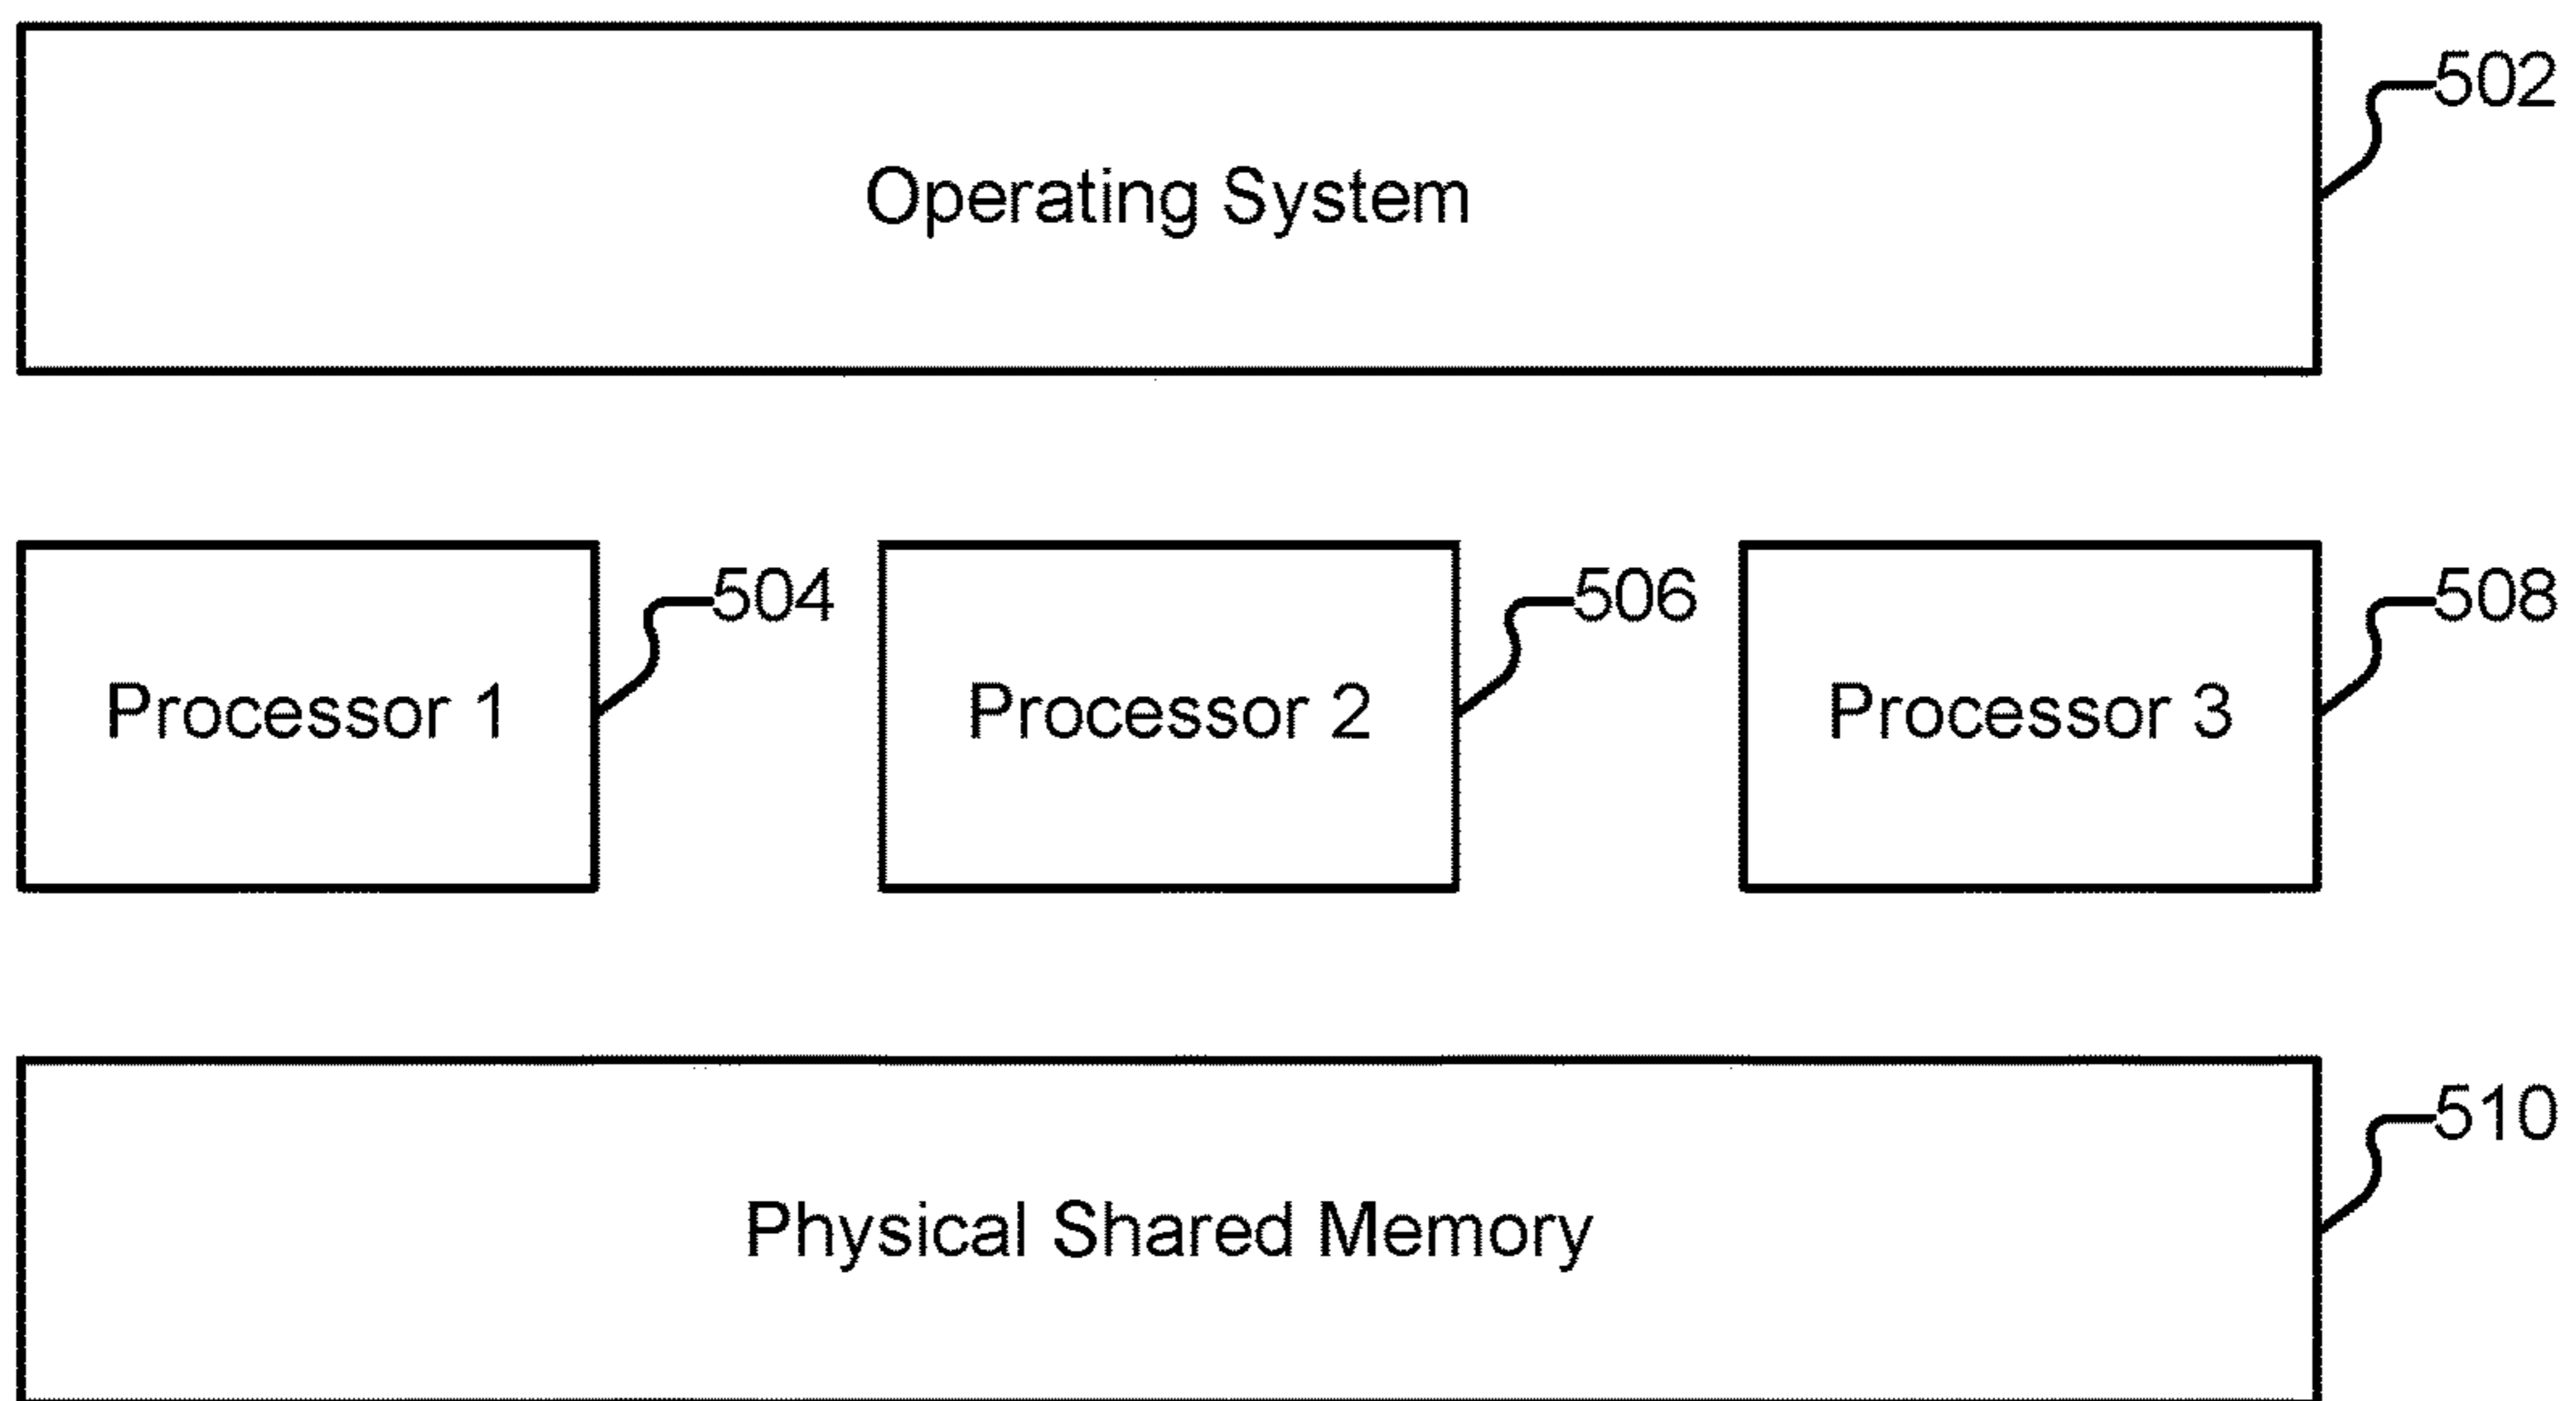 502
Operating System
504
506
508
Processor 1
Processor 2
Processor 3
510
Physical Shared Memory